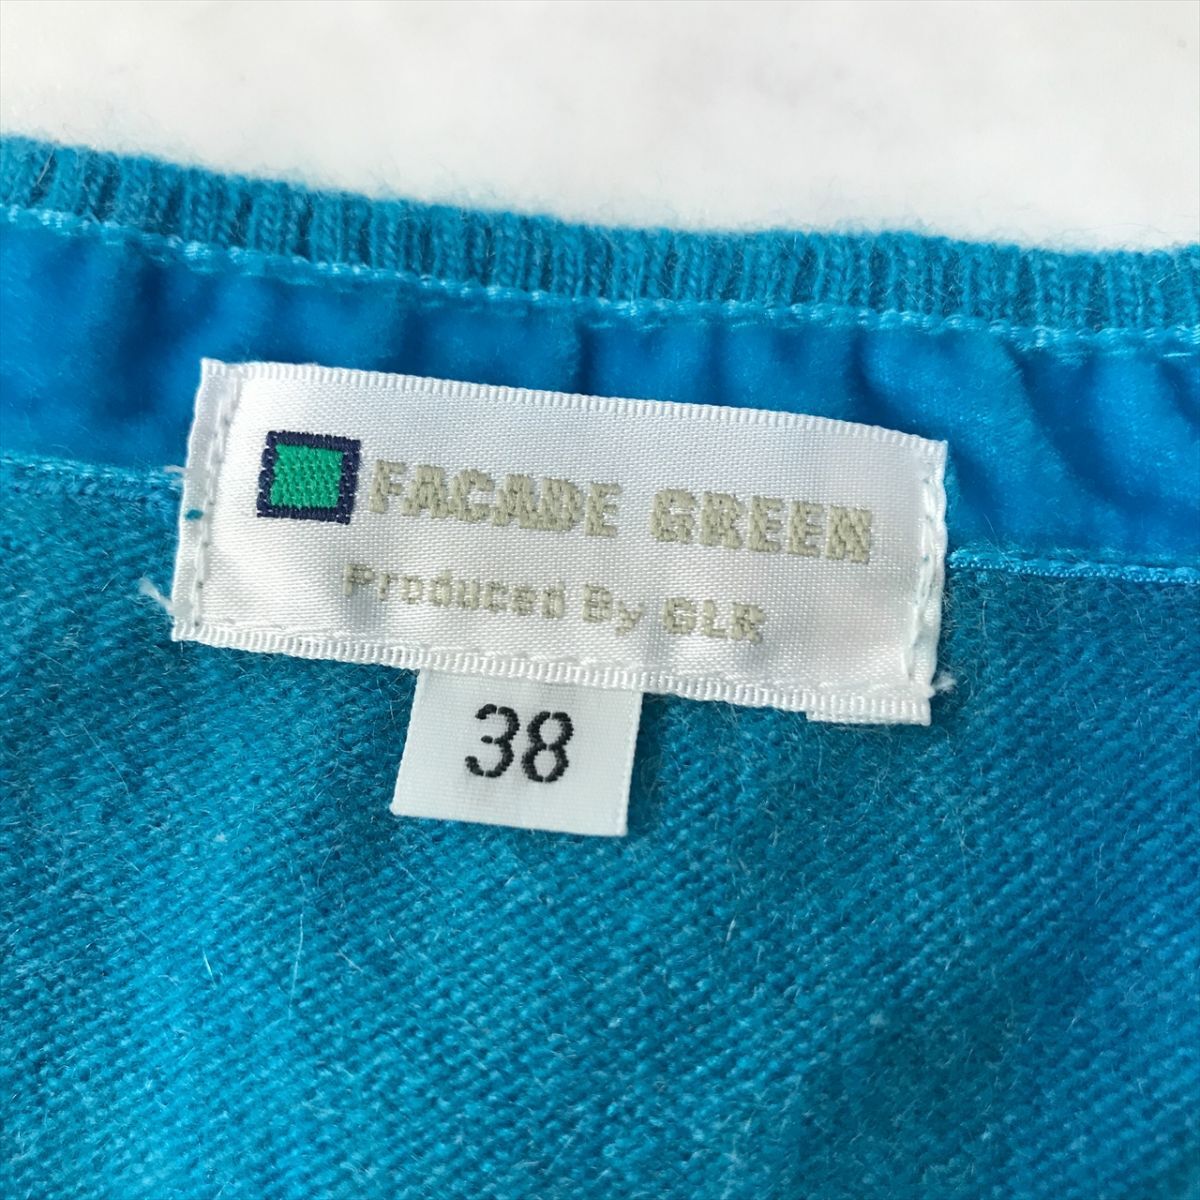 FACADE GREEN
Produced By GLR
38